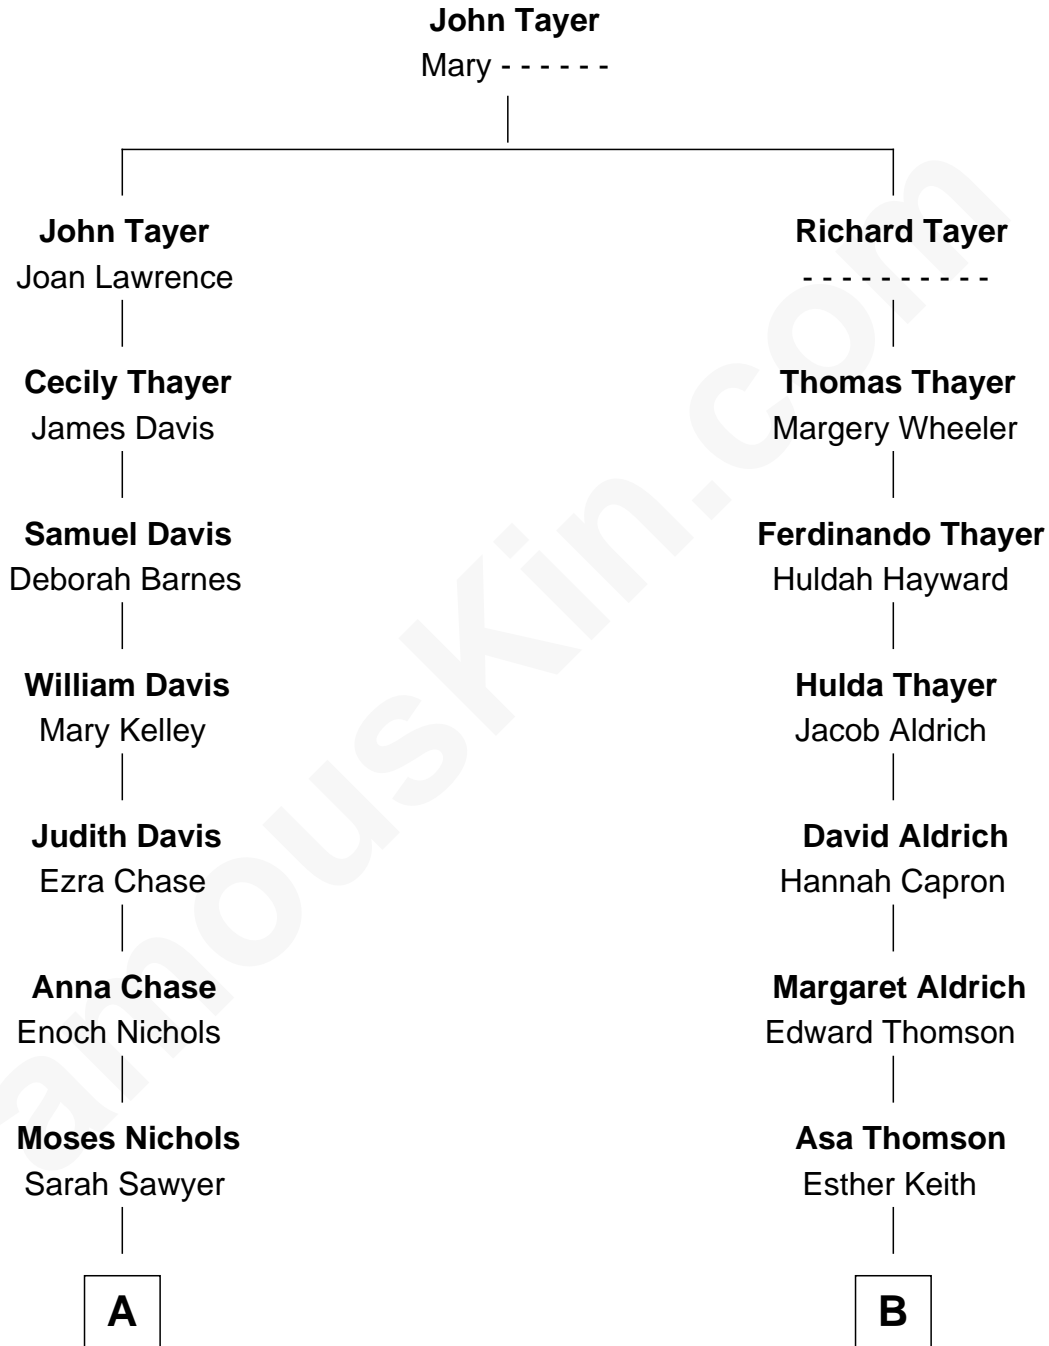 John Tayer
Mary - - - - - -
John Tayer
Joan Lawrence
Cecily Thayer
James Davis
Samuel Davis
Deborah Barnes
William Davis
Mary Kelley
Judith Davis
Ezra Chase
Anna Chase
Enoch Nichols
Moses Nichols
Sarah Sawyer
A
Richard Tayer
- - - - - - - - - -
Thomas Thayer
Margery Wheeler
Ferdinando Thayer
Huldah Hayward
Hulda Thayer
Jacob Aldrich
David Aldrich
Hannah Capron
Margaret Aldrich
Edward Thomson
Asa Thomson
Esther Keith
B
amouskin.com